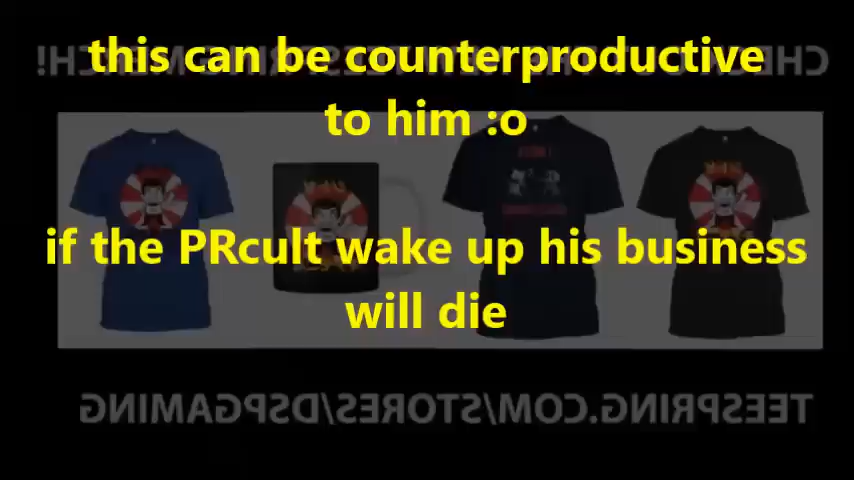 this can be counterproductive
to him :o
if the PRcult wake up his business
will die
TEESPRING.COM/STORES/DSPGAMING